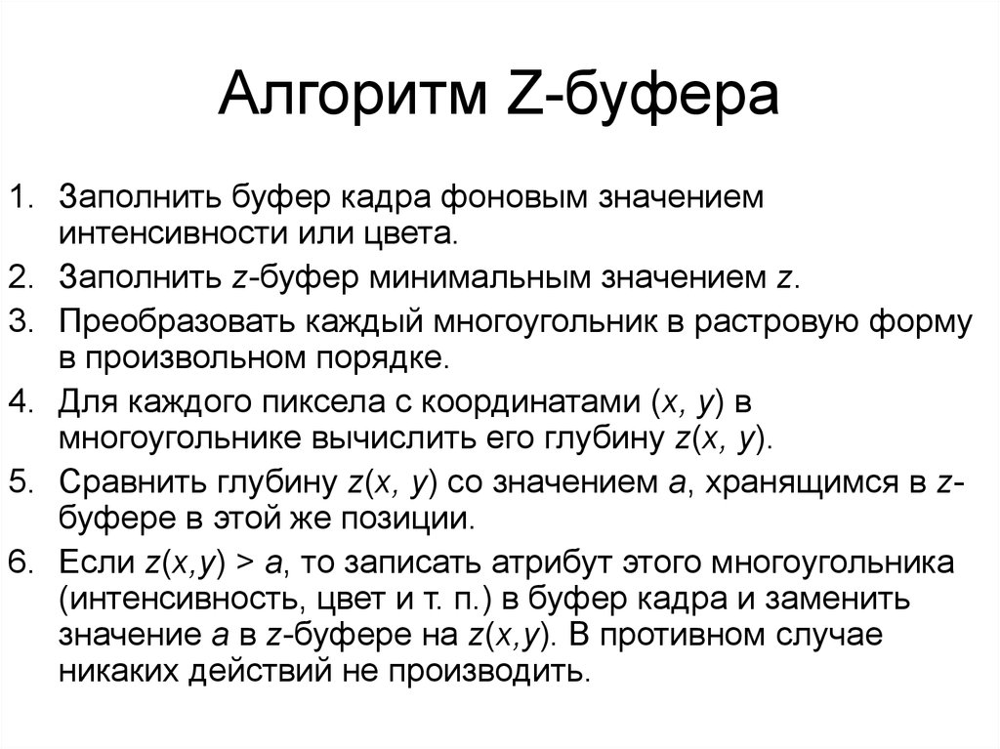 Алгоритм Z-буфера
1. Заполнить буфер кадра фоновым значением
интенсивности или цвета.
2. Заполнить z-буфер минимальным значением z.
3. Преобразовать каждый многоугольник в растровую форму
в произвольном порядке.
4. Для каждого пиксела с координатами (x, y) в
многоугольнике вычислить его глубину z(x, y).
5. Сравнить глубину z(x, y) со значением a, хранящимся в z-
буфере в этой же позиции.
6. Если z(x,y) > a, то записать атрибут этого многоугольника
(интенсивность, цвет и т. п.) в буфер кадра и заменить
значение a в z-буфере на z(x,y). В противном случае
никаких действий не производить.